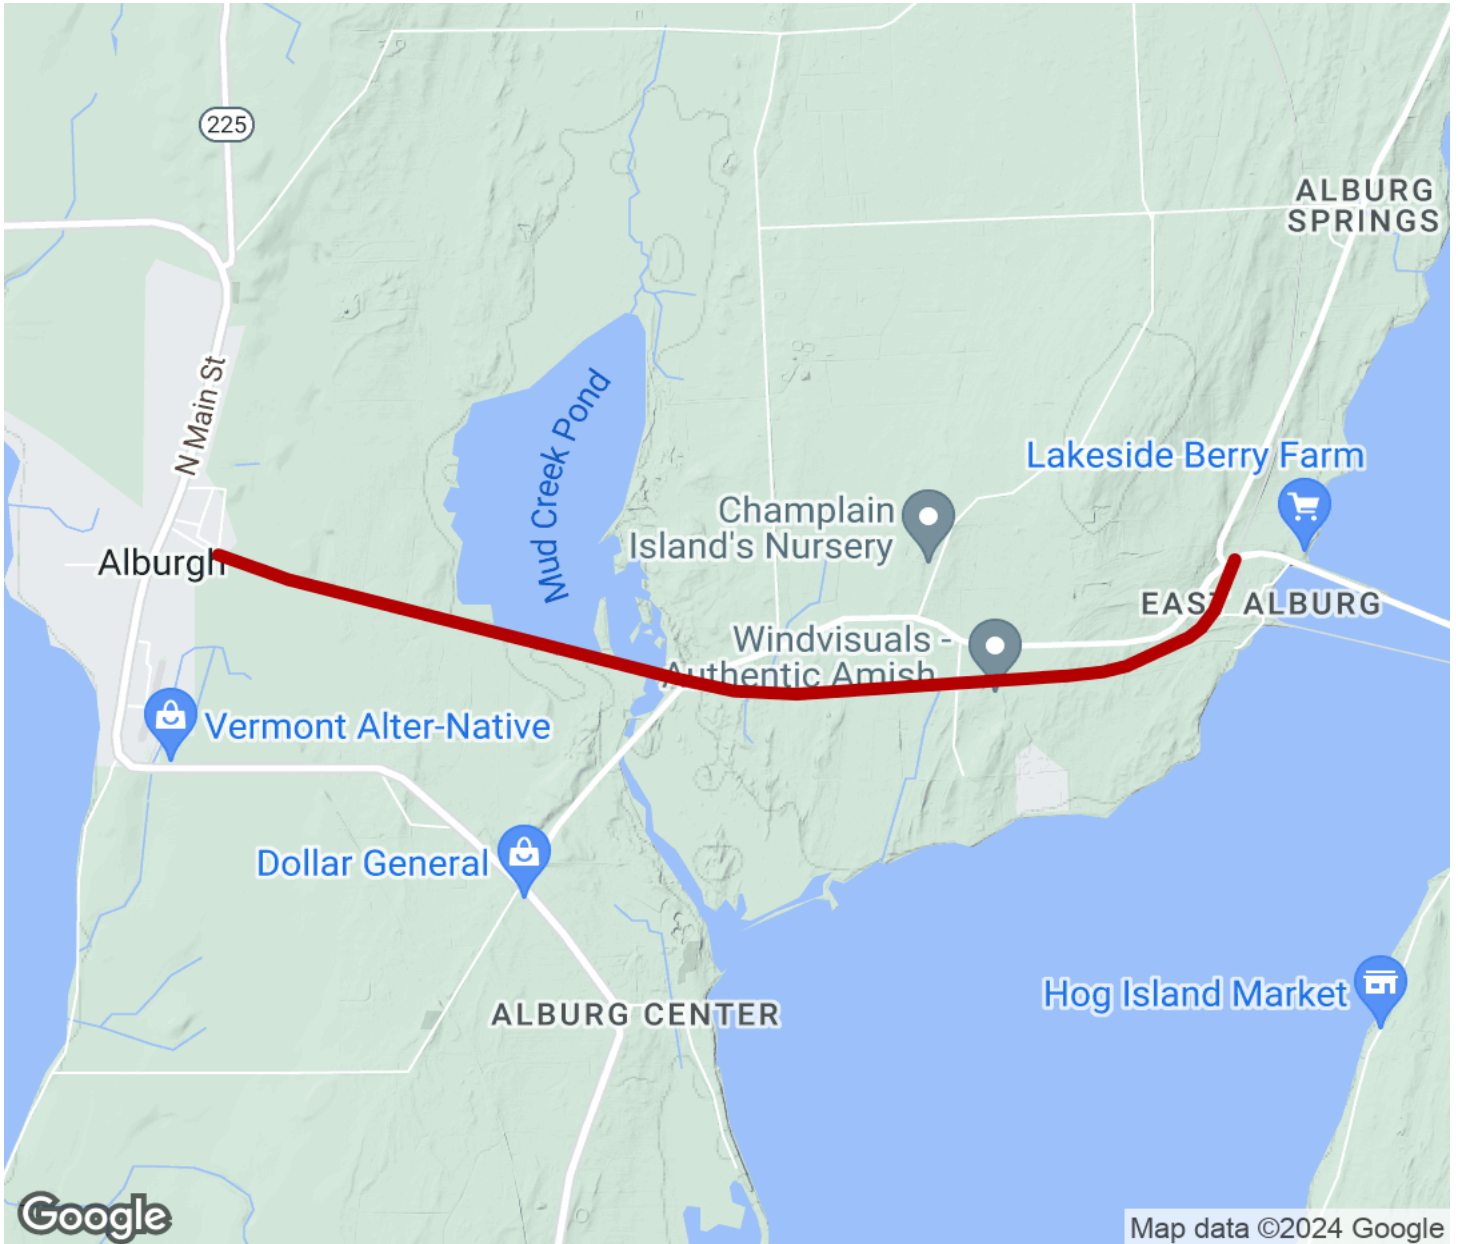 225
ALBURG
SPRINGS
N Main St
Mud Creek Pond
Lakeside Berry Farm
Champlain
Island's Nursery
Alburgh
EAST ALBURG
Windvisuals -
Authentic Amish
Vermont Alter-Native
Dollar General
Hog Island Market
ALBURG CENTER
Google
Map data ©2024 Google